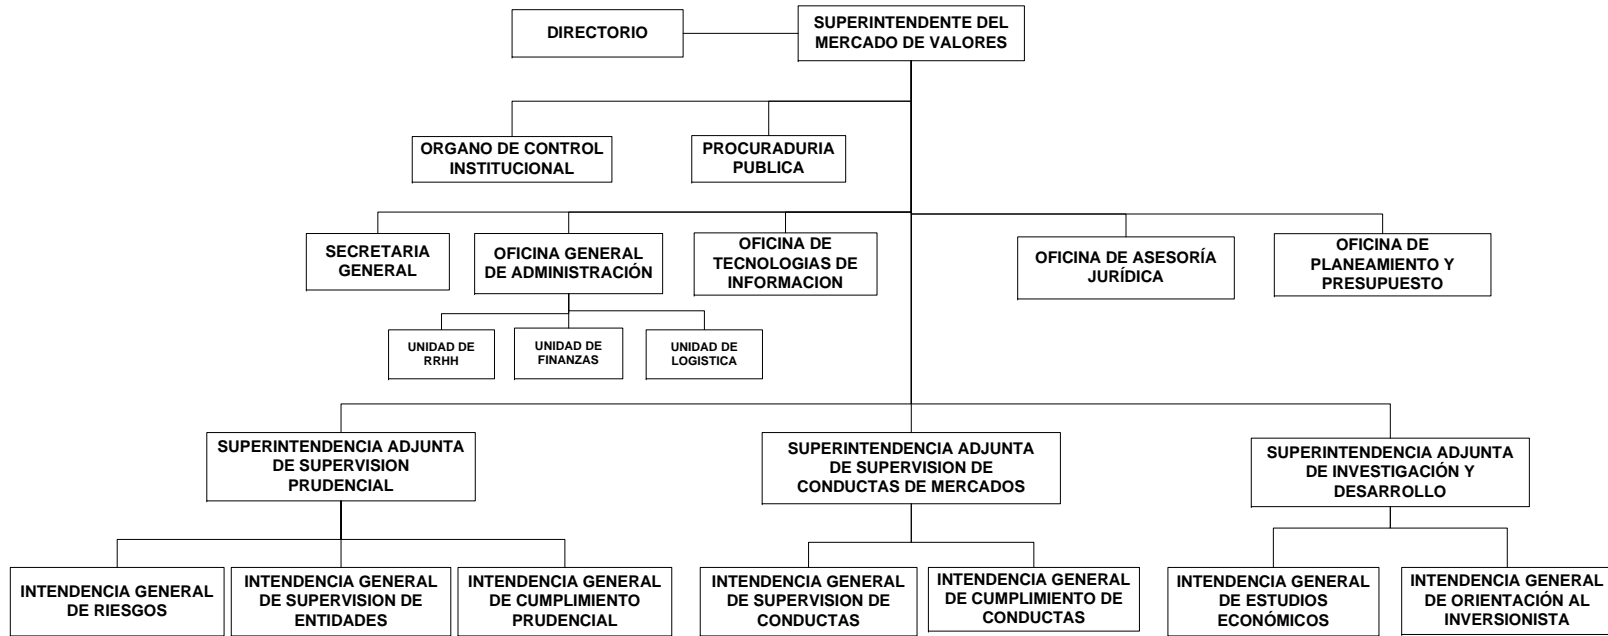 DIRECTORIO
SUPERINTENDENTE DEL
MERCADO DE VALORES
ORGANO DE CONTROL
INSTITUCIONAL
PROCURADURIA
PUBLICA
SECRETARIA
GENERAL
OFICINA GENERAL
DE ADMINISTRACIÓN
OFICINA DE
TECNOLOGIAS DE
INFORMACION
OFICINA DE ASESORÍA
JURÍDICA
OFICINA DE
PLANEAMIENTO Y
PRESUPUESTO
UNIDAD DE
RRHH
UNIDAD DE
FINANZAS
UNIDAD DE
LOGISTICA
SUPERINTENDENCIA ADJUNTA
DE SUPERVISION
PRUDENCIAL
SUPERINTENDENCIA ADJUNTA
DE SUPERVISION DE
CONDUCTAS DE MERCADOS
SUPERINTENDENCIA ADJUNTA
DE INVESTIGACIÓN Y
DESARROLLO
INTENDENCIA GENERAL
DE RIESGOS
INTENDENCIA GENERAL
DE SUPERVISION DE
ENTIDADES
INTENDENCIA GENERAL
DE CUMPLIMIENTO
PRUDENCIAL
INTENDENCIA GENERAL
DE SUPERVISION DE
CONDUCTAS
INTENDENCIA GENERAL
DE CUMPLIMIENTO DE
CONDUCTAS
INTENDENCIA GENERAL
DE ESTUDIOS
ECONÓMICOS
INTENDENCIA GENERAL
DE ORIENTACIÓN AL
INVERSIONISTA